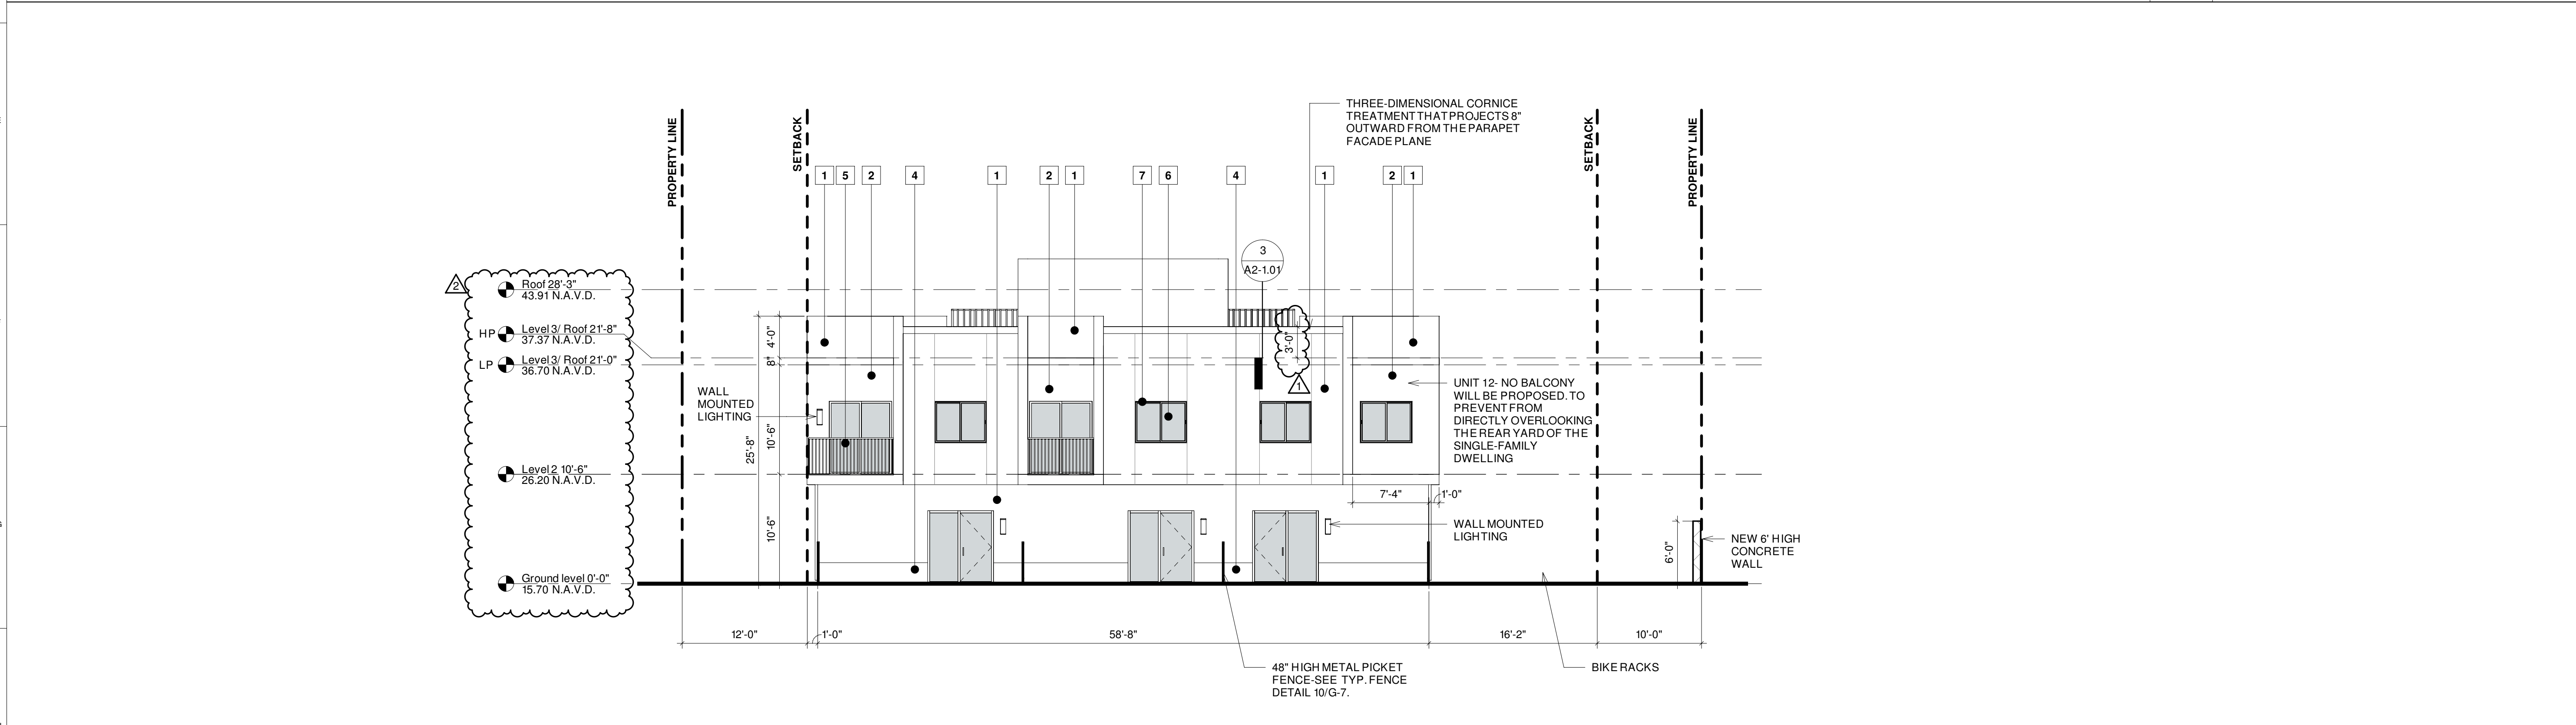 THREE-DIMENSIONAL CORNICE
TREATMENT THAT PROJECTS 8"
OUTWARD FROM THE PARAPET
FACADE PLANE
PROPERTY LINE
SETBACK
SETBACK
PROPERTY LINE
1 5 2 4 1 2 1 7 6 4 1 2 1
3
A2-1.01
2
Roof 28'-3"
43.91 N.A.V.D.
HP
Level 3/ Roof 21'-8"
37.37 N.A.V.D.
LP
Level 3/ Roof 21'-0"
36.70 N.A.V.D.
Level 2 10'-6"
26.20 N.A.V.D.
Ground level 0'-0"
15.70 N.A.V.D.
4'-0"
8"
10'-6"
10'-6"
25'-8"
3'-0"
1
WALL
MOUNTED
LIGHTING
UNIT 12- NO BALCONY
WILL BE PROPOSED. TO
PREVENT FROM
DIRECTLY OVERLOOKING
THE REAR YARD OF THE
SINGLE-FAMILY
DWELLING
7'-4"
1'-0"
WALL MOUNTED
LIGHTING
6'-0"
NEW 6' HIGH
CONCRETE
WALL
12'-0"
1'-0"
58'-8"
16'-2"
10'-0"
48" HIGH METAL PICKET
FENCE-SEE TYP. FENCE
DETAIL 10/G-7.
BIKE RACKS